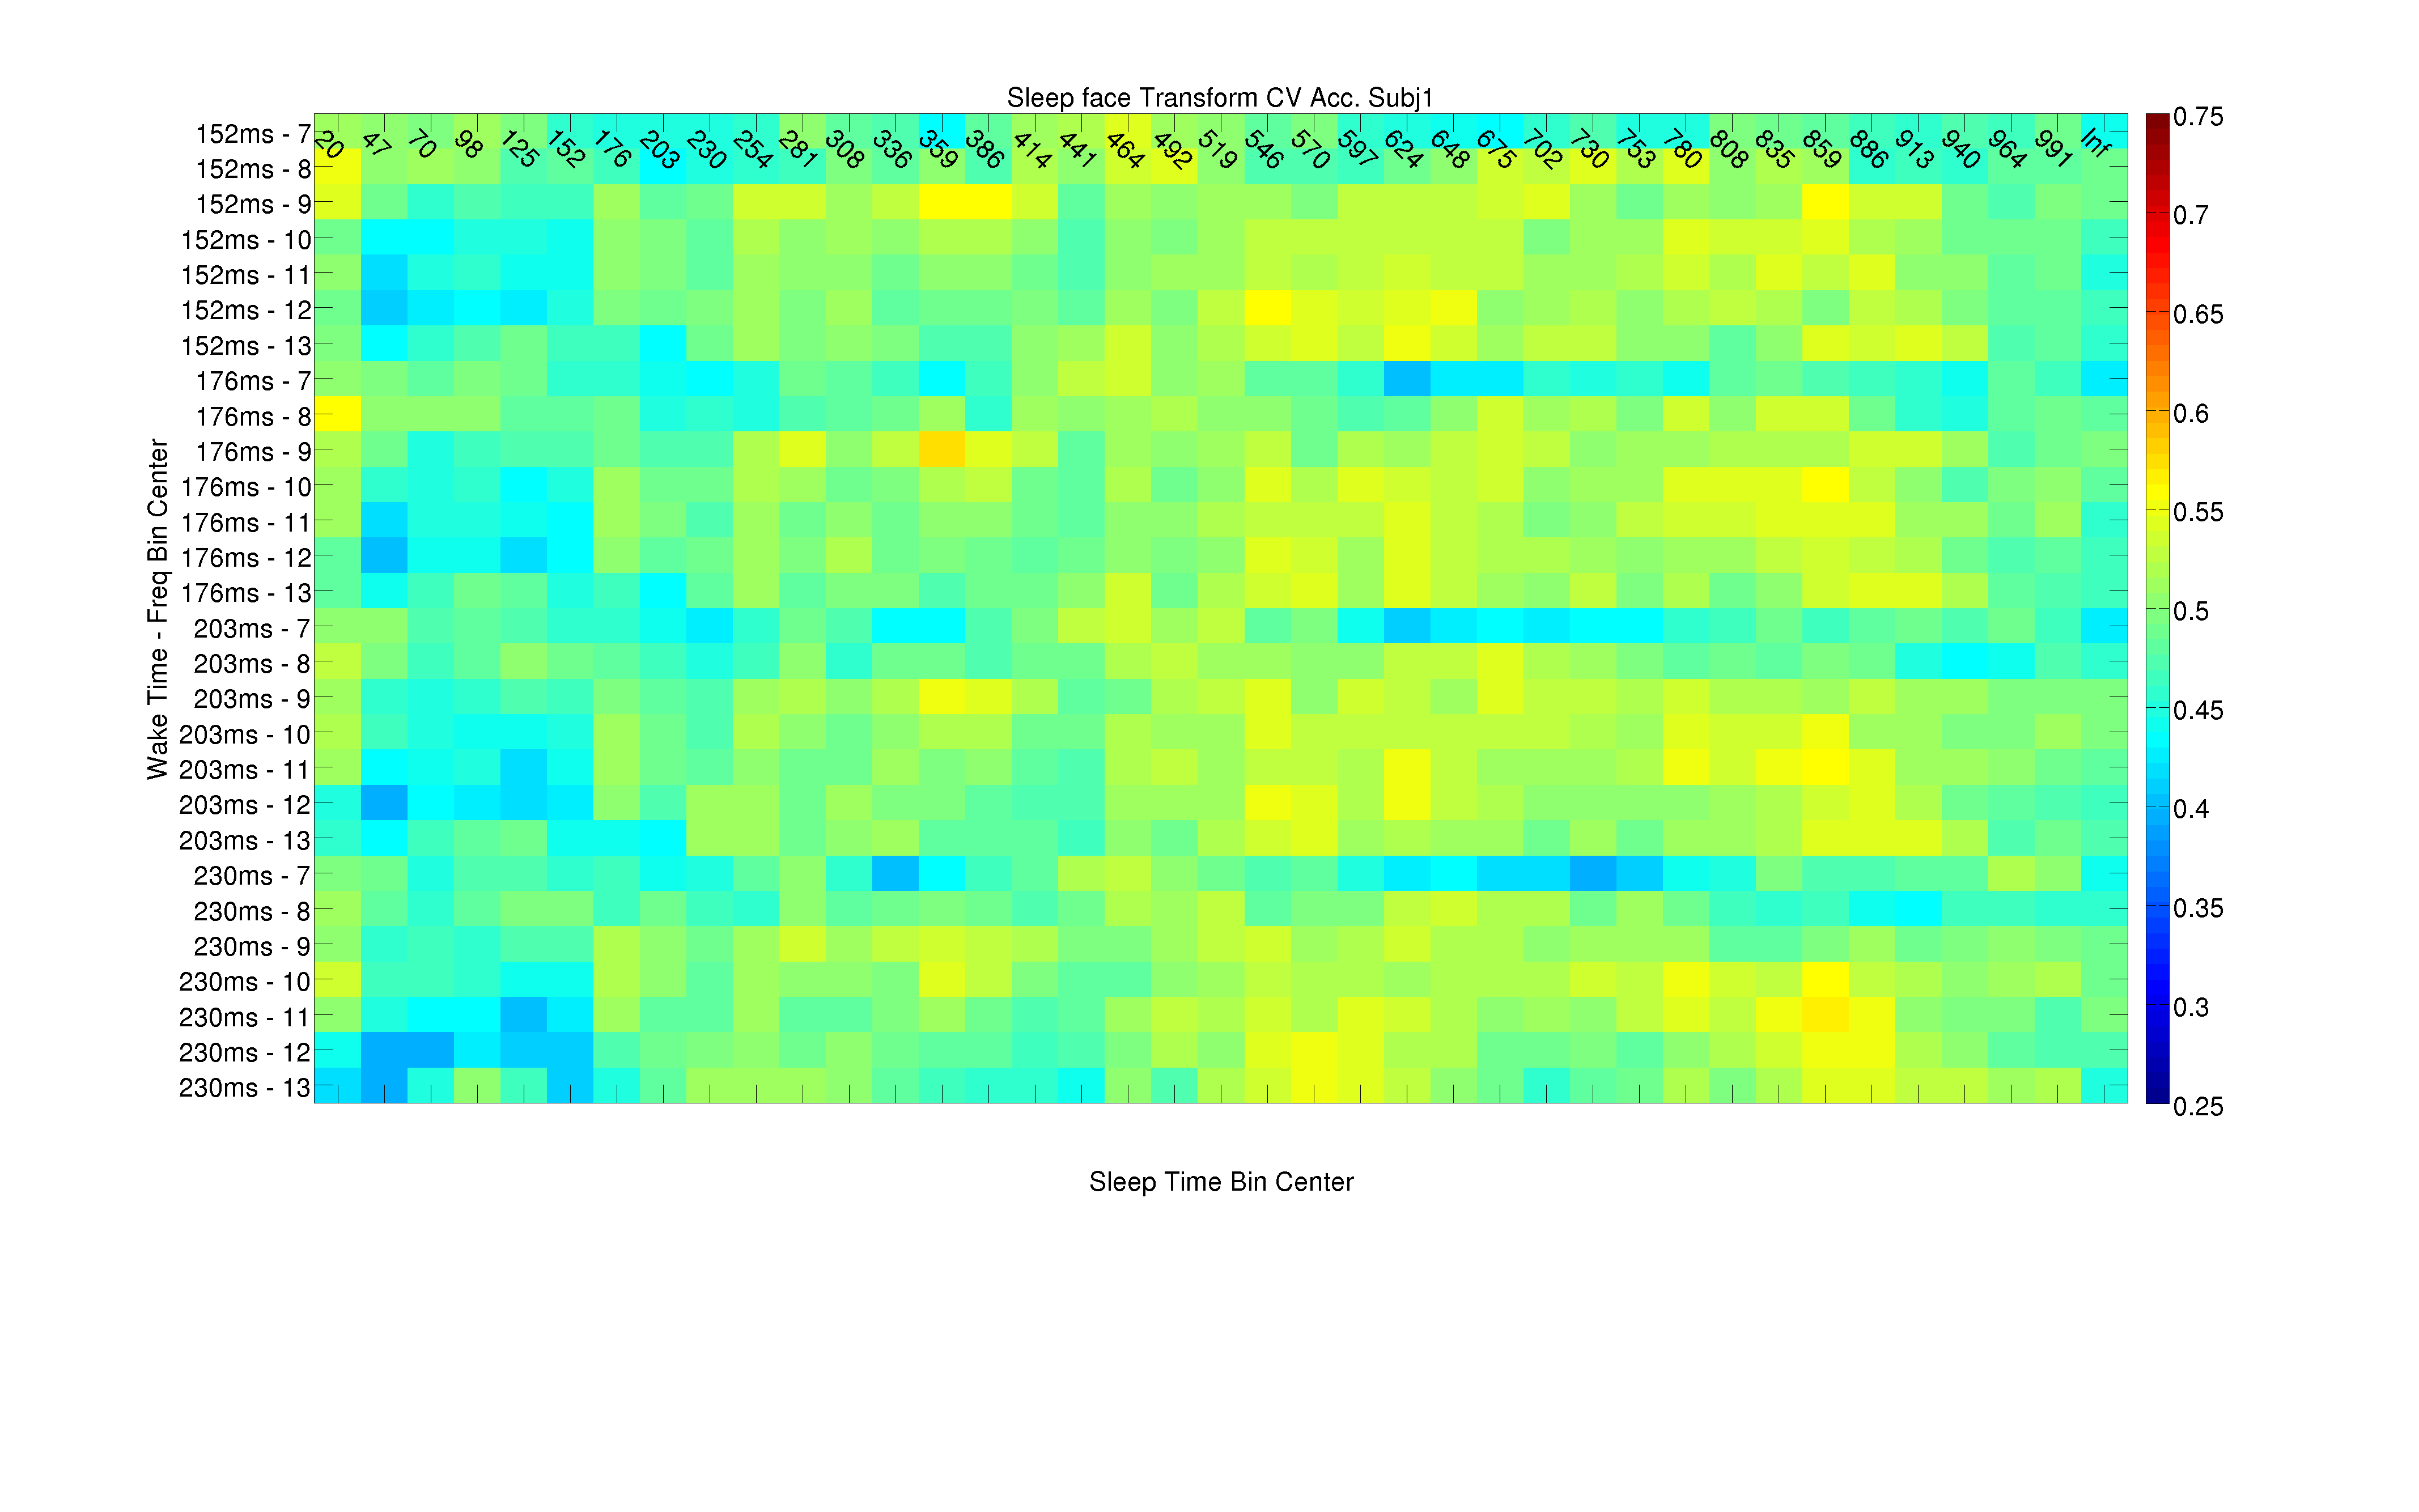 Sleep face Transform CV Acc. Subj1
20 47 70 98 125 152 176 203 230 254 281 308 336 359 386 414 441 464 492 519 546 570 597 624 648 675 702 730 753 780 808 835 859 886 913 940 964 991 Inf
Wake Time - Freq Bin Center
152ms - 7
152ms - 8
152ms - 9
152ms - 10
152ms - 11
152ms - 12
152ms - 13
176ms - 7
176ms - 8
176ms - 9
176ms - 10
176ms - 11
176ms - 12
176ms - 13
203ms - 7
203ms - 8
203ms - 9
203ms - 10
203ms - 11
203ms - 12
203ms - 13
230ms - 7
230ms - 8
230ms - 9
230ms - 10
230ms - 11
230ms - 12
230ms - 13
0.75
0.7
0.65
0.6
0.55
0.5
0.45
0.4
0.35
0.3
0.25
Sleep Time Bin Center